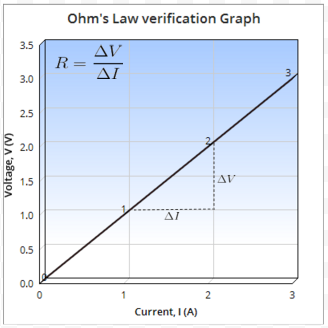 Ohm's Law verification Graph
R = ΔV / ΔI
3.5
3.0
2.5
2.0
1.5
1.0
0.5
0.0
Voltage, V (V)
0
1
2
3
ΔV
ΔI
0
1
2
3
Current, I (A)